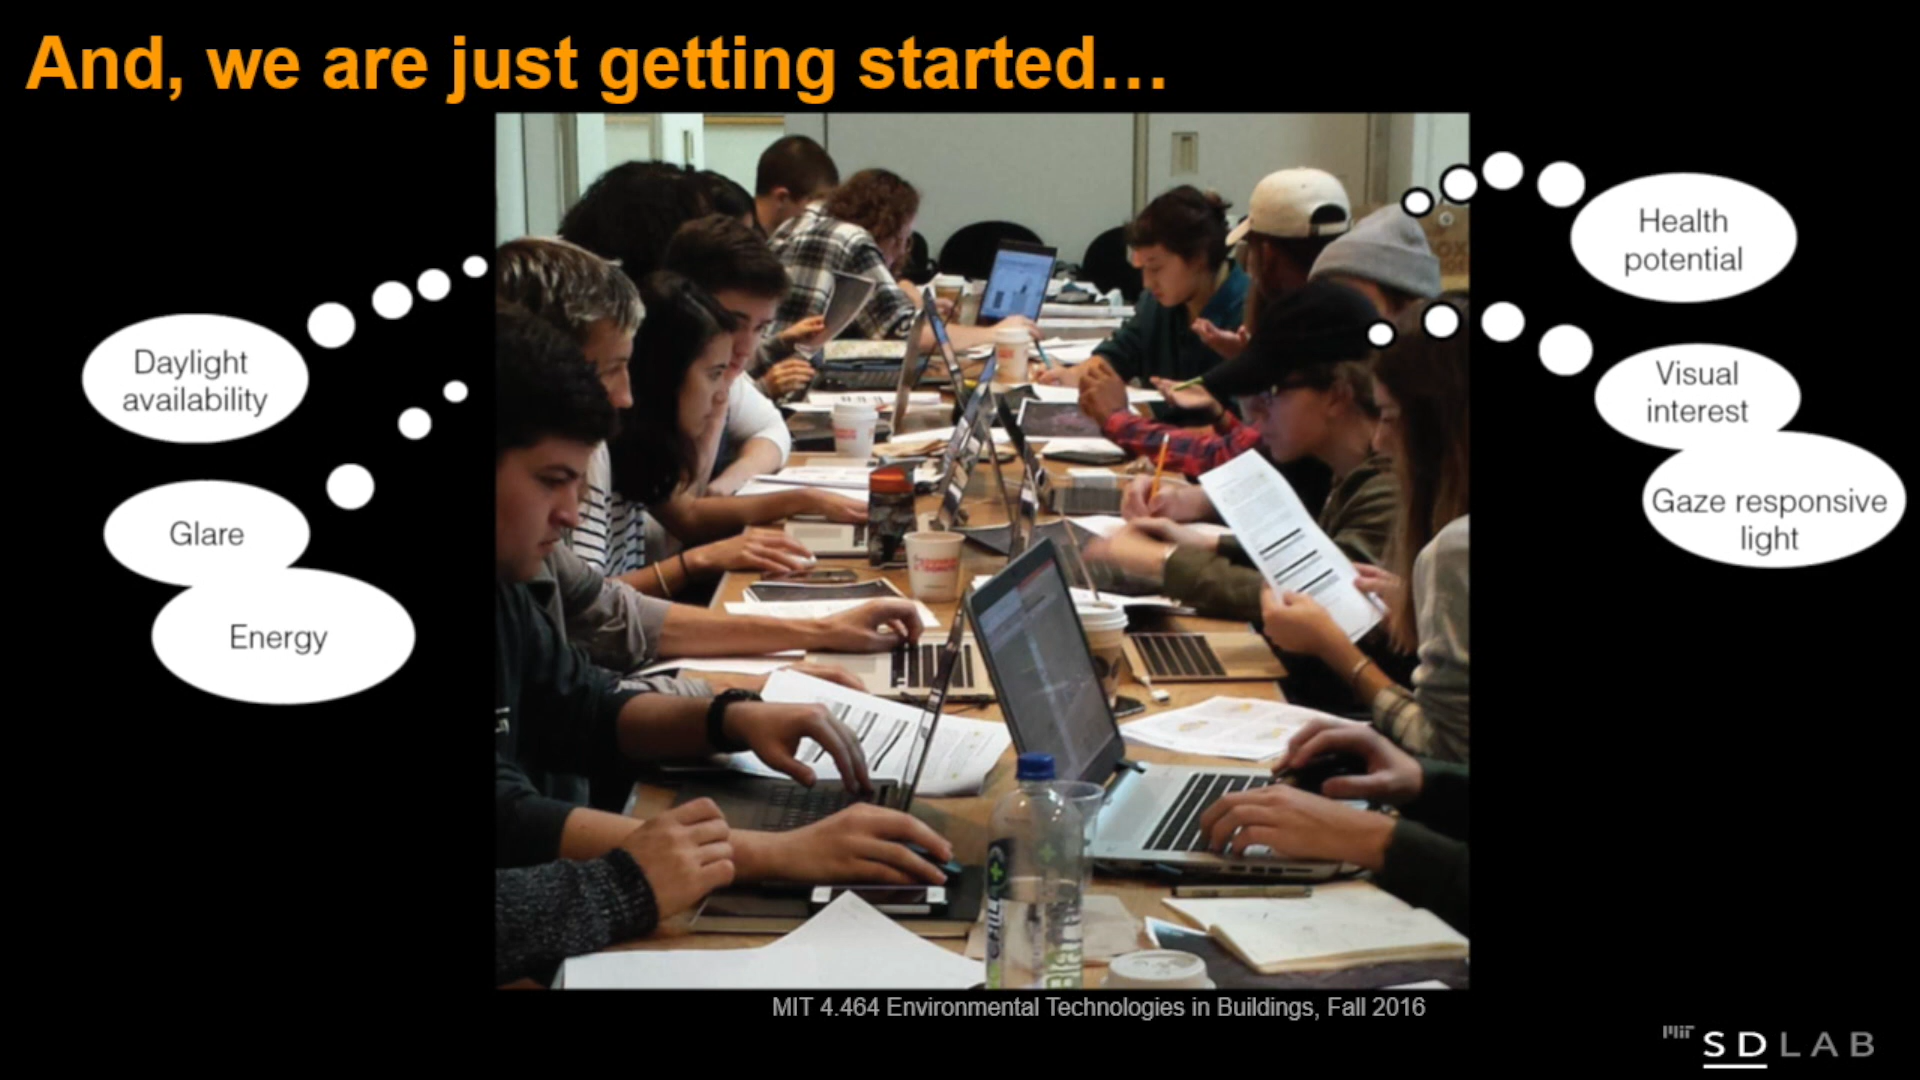 And, we are just getting started...
Health
potential
Daylight
availability
Visual
interest
Gaze responsive
light
Glare
Energy
MIT 4.464 Environmental Technologies in Buildings, Fall 2016
MIT SDLAB